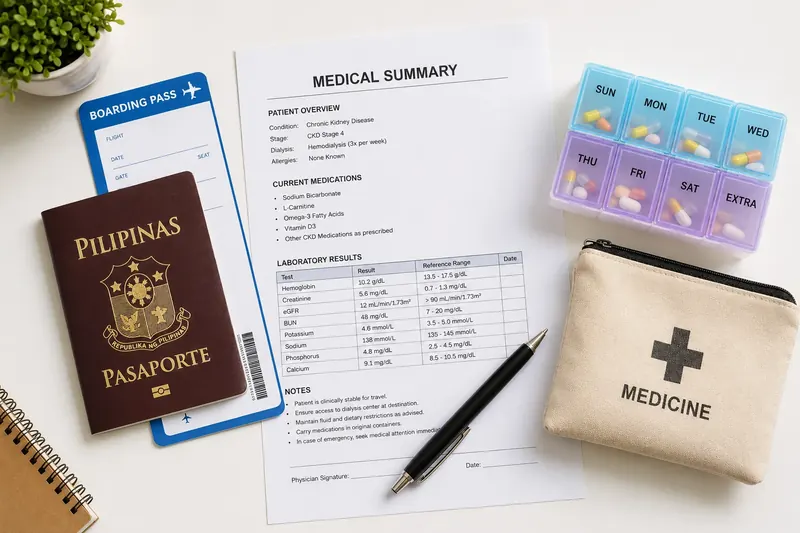 BOARDING PASS
FLIGHT
DATE
SEAT
GATE
PILIPINAS
REPUBLIKA NG PILIPINAS
PASAPORTE
MEDICAL SUMMARY
PATIENT OVERVIEW
Condition: Chronic Kidney Disease
Stage: CKD Stage 4
Dialysis: Hemodialysis (3x per week)
Allergies: None Known
CURRENT MEDICATIONS
• Sodium Bicarbonate
• L-Carnitine
• Omega-3 Fatty Acids
• Vitamin D3
• Other CKD Medications as prescribed
LABORATORY RESULTS
Test Result Reference Range Date
Hemoglobin 10.2 g/dL 13.5 - 17.5 g/dL
Creatinine 5.6 mg/dL 0.7 - 1.3 mg/dL
eGFR 12 mL/min/1.73m² > 90 mL/min/1.73m²
BUN 48 mg/dL 7 - 20 mg/dL
Potassium 4.6 mmol/L 3.5 - 5.0 mmol/L
Sodium 138 mmol/L 135 - 145 mmol/L
Phosphorus 4.8 mg/dL 2.5 - 4.5 mg/dL
Calcium 9.1 mg/dL 8.5 - 10.5 mg/dL
NOTES
• Patient is clinically stable for travel.
• Ensure access to dialysis center at destination.
• Maintain fluid and dietary restrictions as advised.
• Carry medications in original containers.
• In case of emergency, seek medical attention
Physician Signature: Date:
SUN
MON
TUE
WED
THU
FRI
SAT
EXTRA
MEDICINE